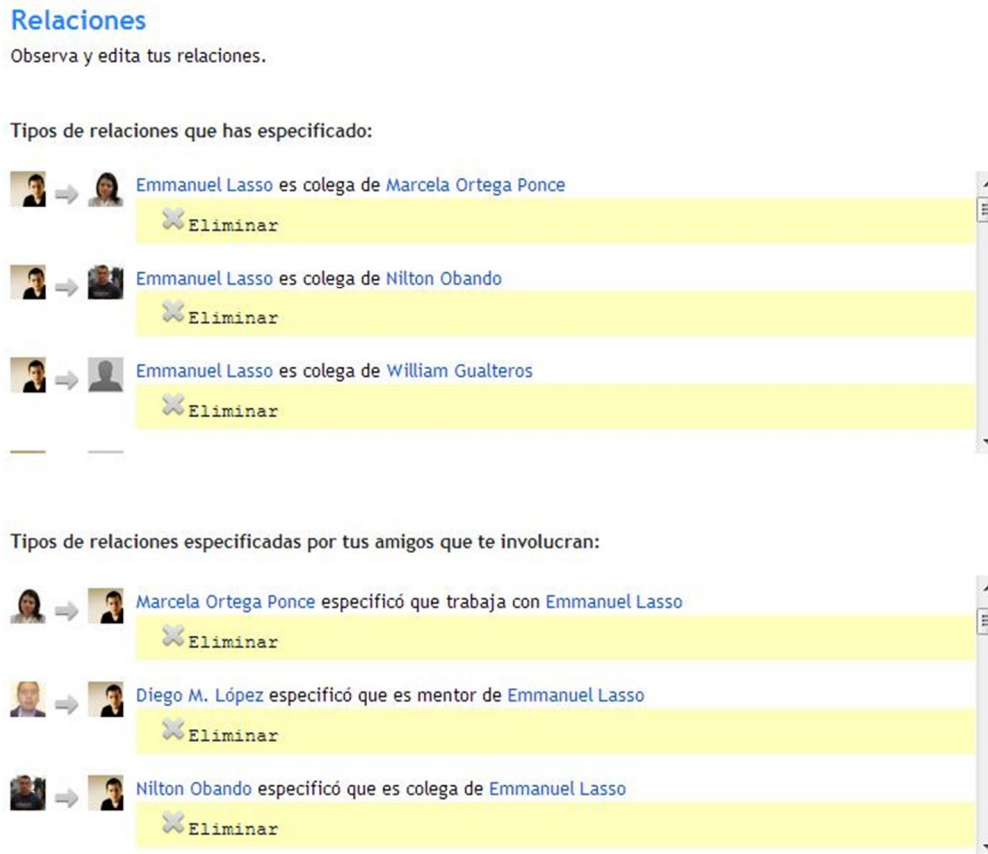 Relaciones
Observa y edita tus relaciones.
Tipos de relaciones que has especificado:
Emmanuel Lasso es colega de Marcela Ortega Ponce
Eliminar
Emmanuel Lasso es colega de Nilton Obando
Eliminar
Emmanuel Lasso es colega de William Gualteros
Eliminar
Tipos de relaciones especificadas por tus amigos que te involucran:
Marcela Ortega Ponce especificó que trabaja con Emmanuel Lasso
Eliminar
Diego M. López especificó que es mentor de Emmanuel Lasso
Eliminar
Nilton Obando especificó que es colega de Emmanuel Lasso
Eliminar